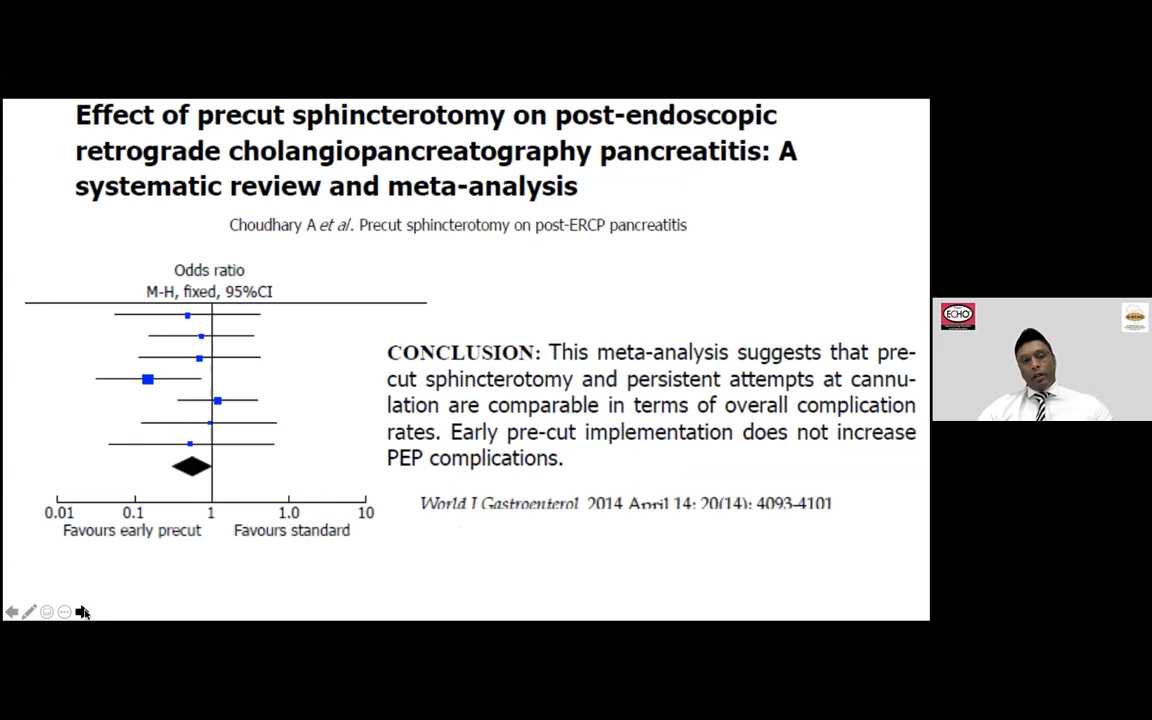 Effect of precut sphincterotomy on post-endoscopic
retrograde cholangiopancreatography pancreatitis: A
systematic review and meta-analysis
Choudhary A et al. Precut sphincterotomy on post-ERCP pancreatitis
Odds ratio
M-H, fixed, 95%CI
CONCLUSION: This meta-analysis suggests that pre-
cut sphincterotomy and persistent attempts at cannu-
lation are comparable in terms of overall complication
rates. Early pre-cut implementation does not increase
PEP complications.
World J Gastroenterol 2014 April 14; 20(14): 4093-4101
0.01 0.1 1 1.0 10
Favours early precut Favours standard
ECHO